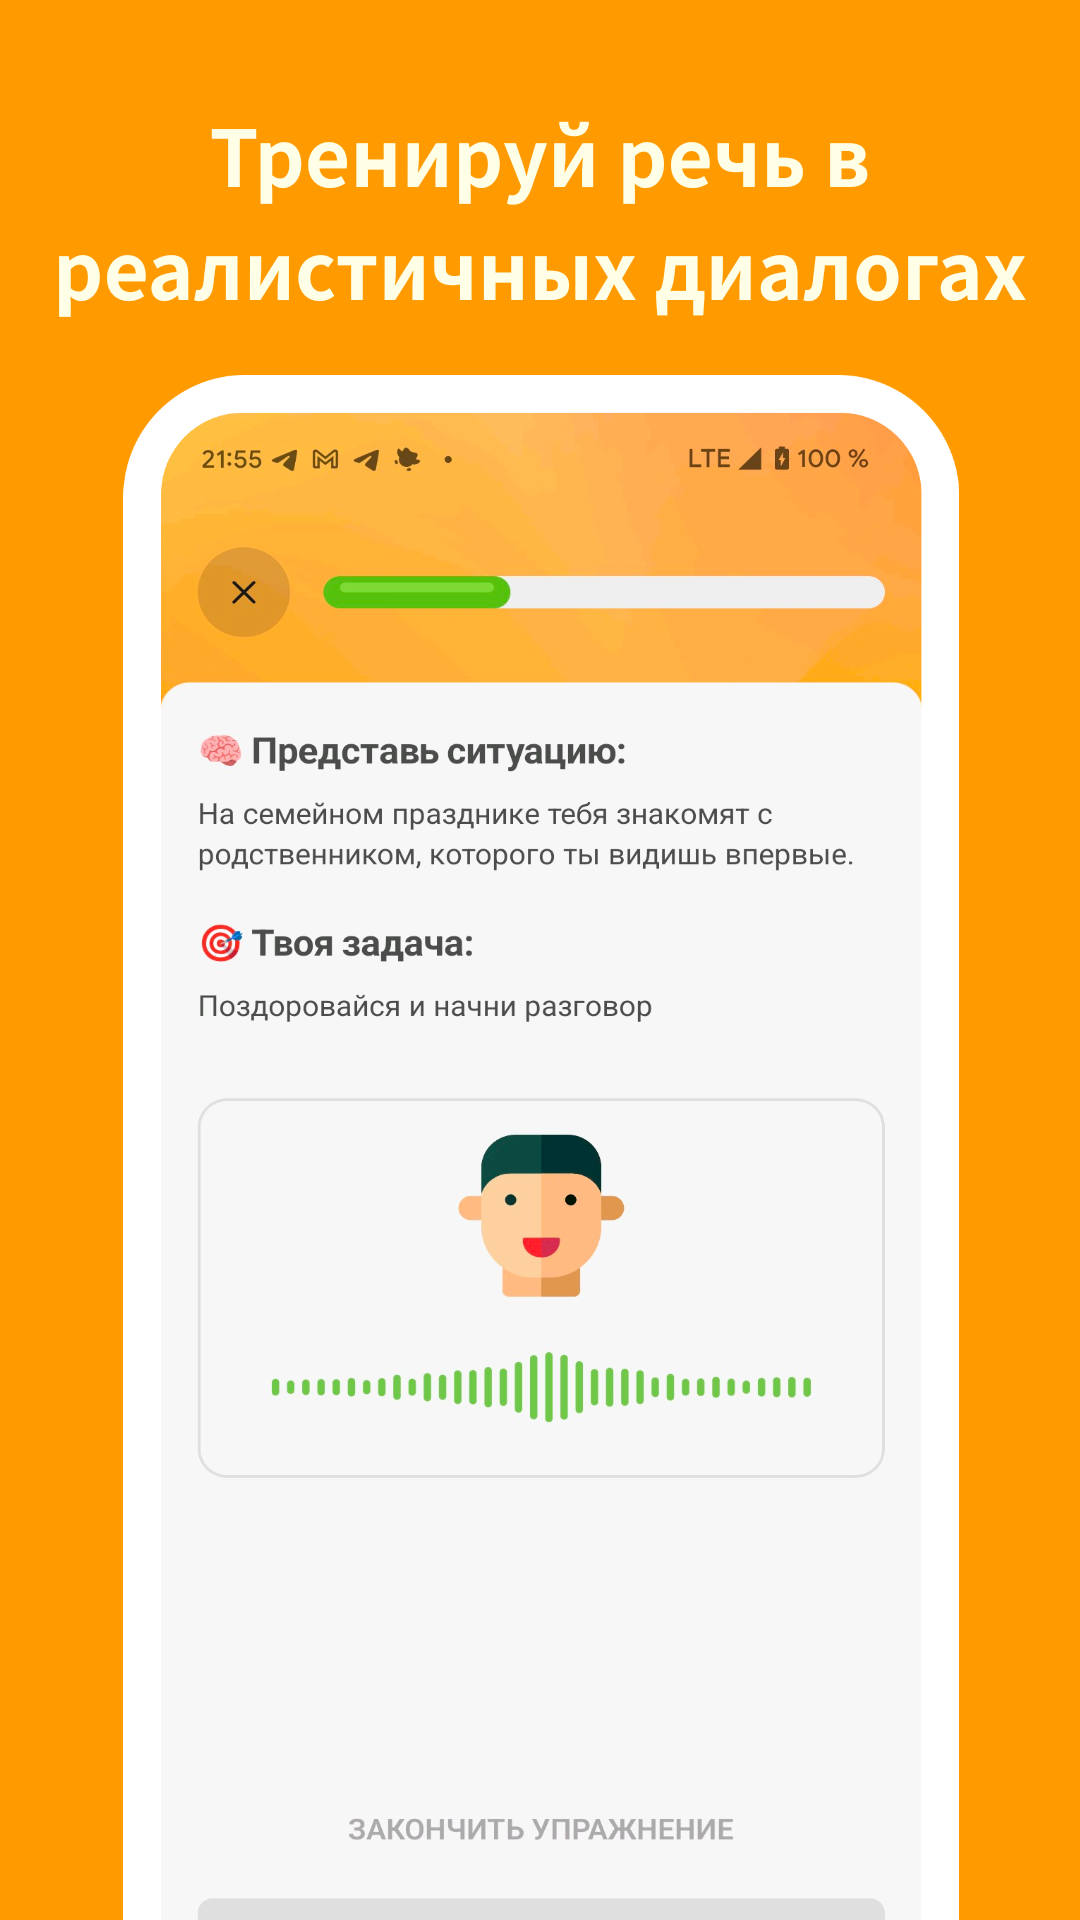 Тренируй речь в
реалистичных диалогах
21:55 LTE 100 %
Представь ситуацию:
На семейном празднике тебя знакомят с
родственником, которого ты видишь впервые.
Твоя задача:
Поздоровайся и начни разговор
ЗАКОНЧИТЬ УПРАЖНЕНИЕ